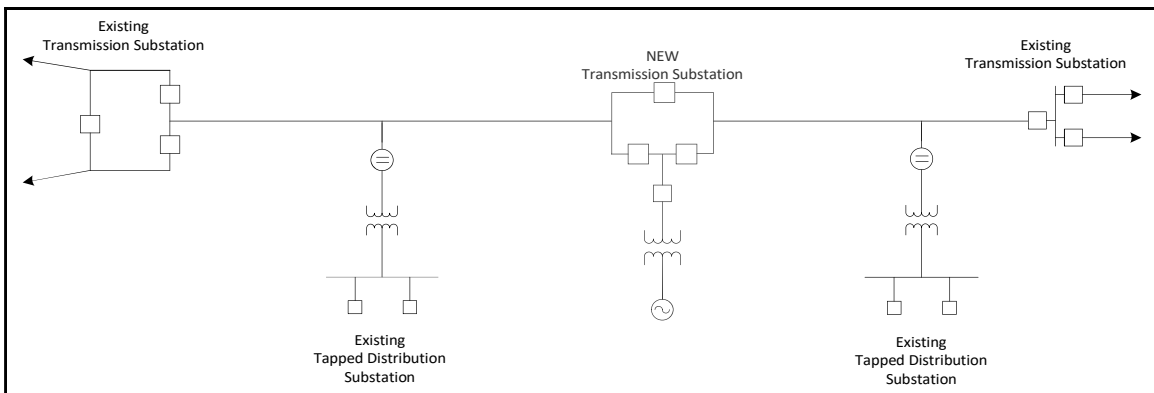 Existing
Transmission Substation
NEW
Transmission Substation
Existing
Transmission Substation
Existing
Tapped Distribution
Substation
Existing
Tapped Distribution
Substation